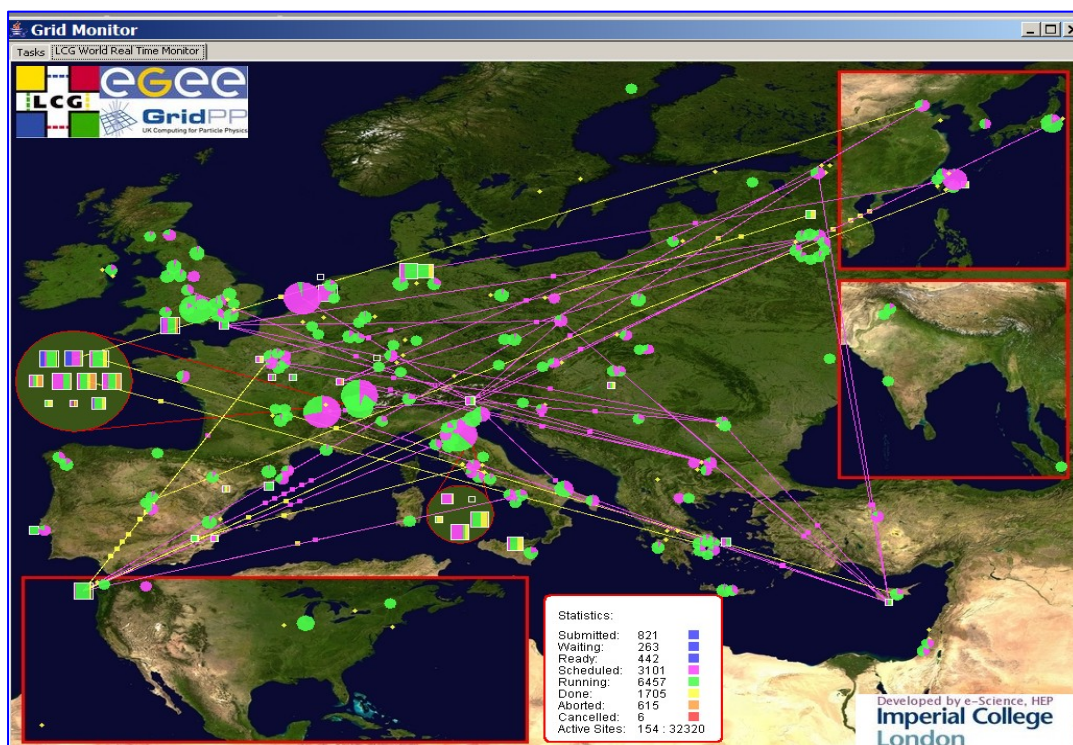 Grid Monitor
Tasks LCG World Real Time Monitor
LCG
eGee
GridPP
UK Computing for Particle Physics
Statistics:
Submitted: 821
Waiting: 263
Ready: 442
Scheduled: 3101
Running: 6457
Done: 1705
Aborted: 615
Cancelled: 6
Active Sites: 154 : 32320
Developed by e-Science, HEP
Imperial College
London